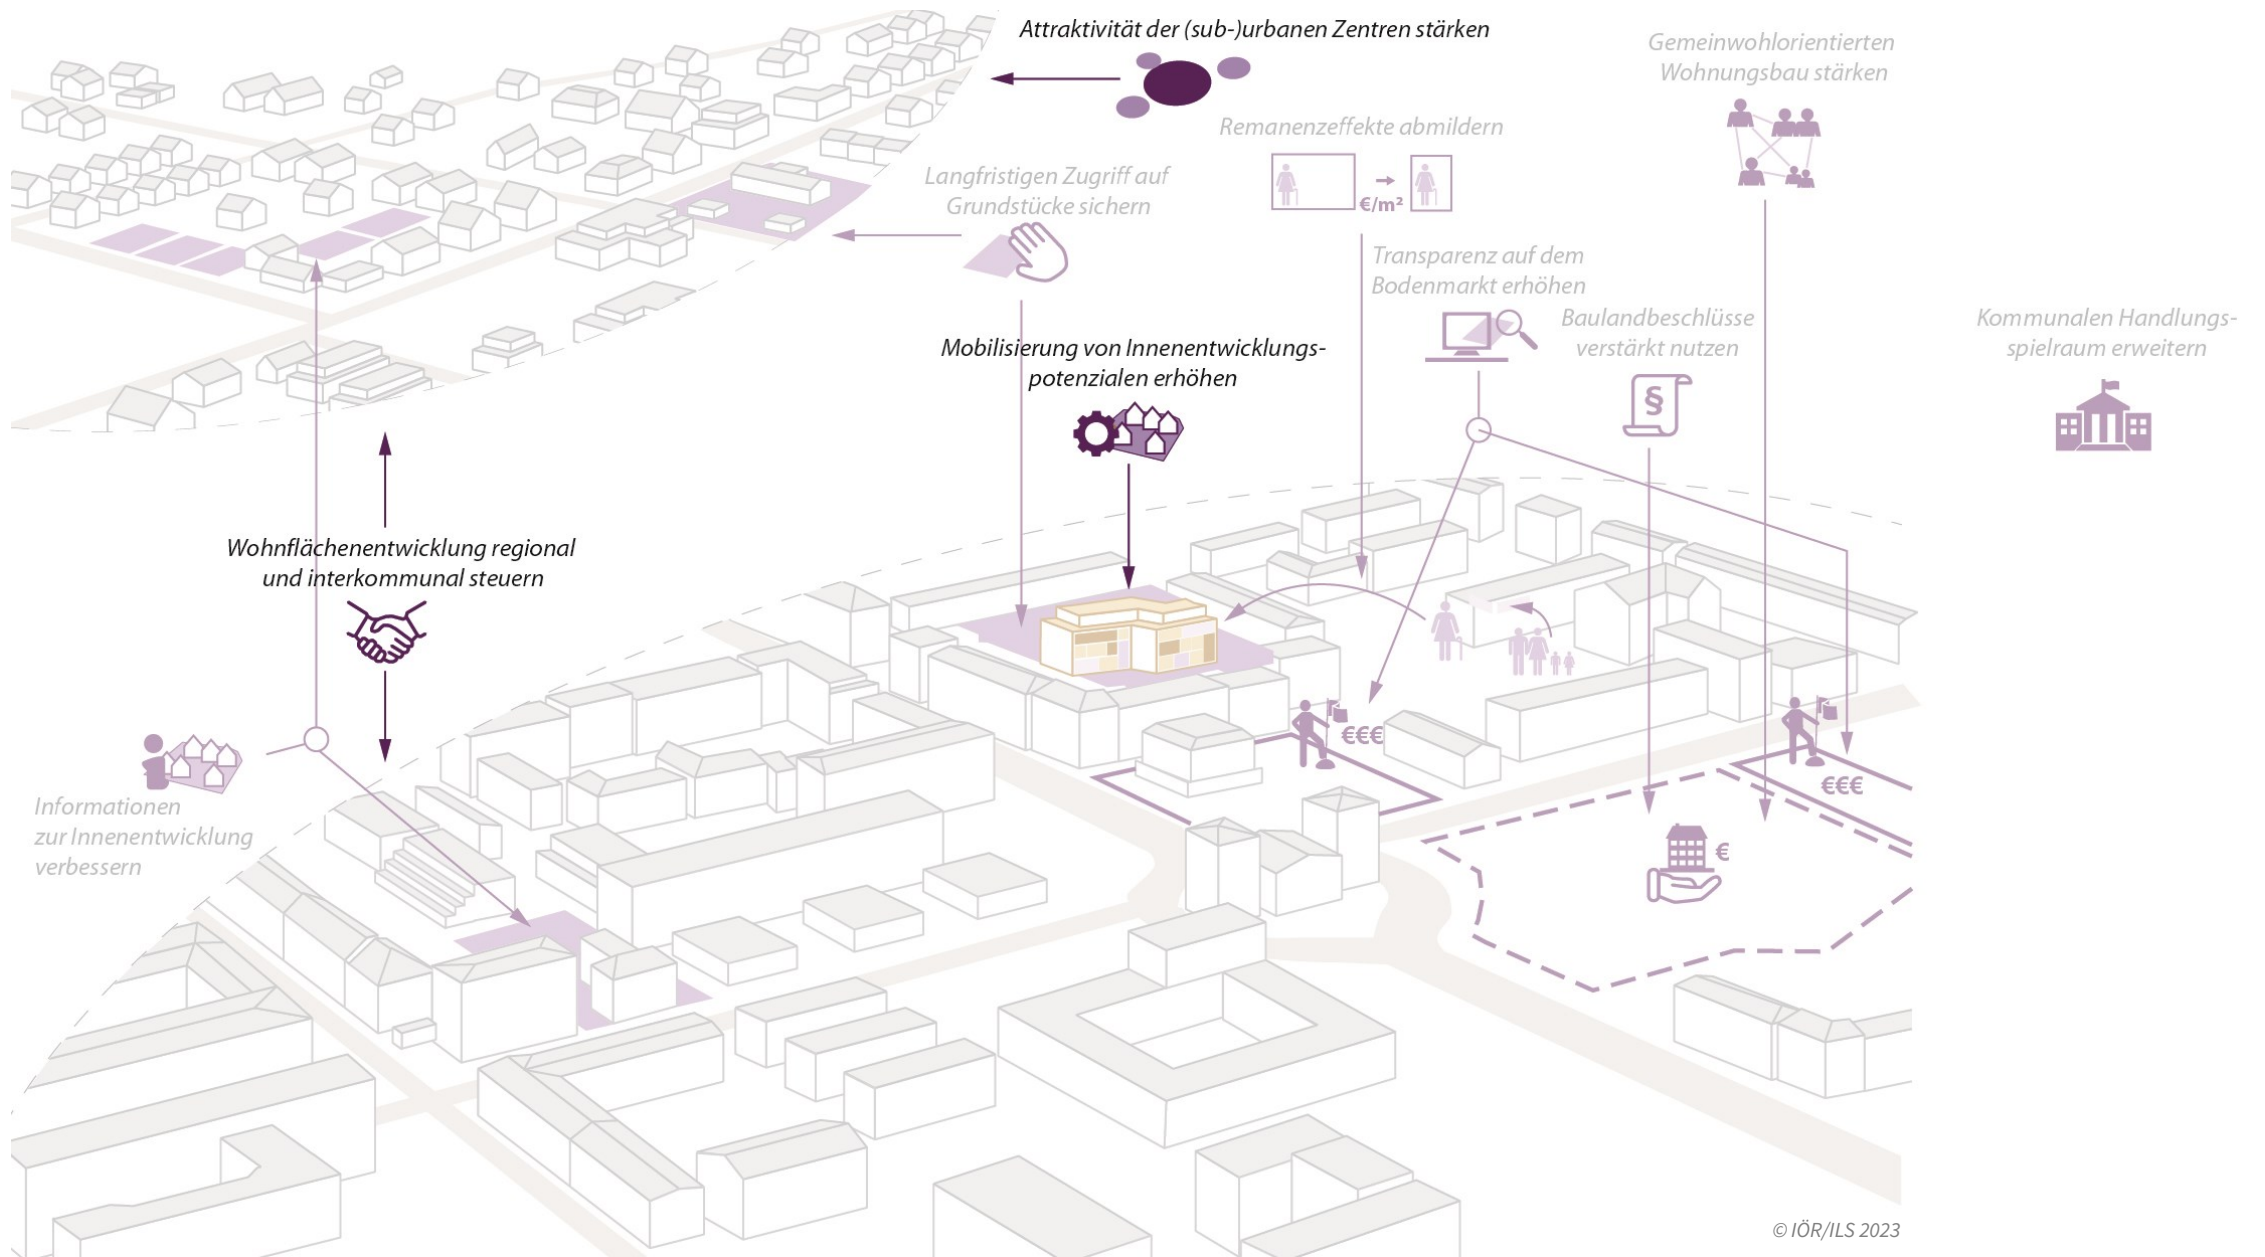 Attraktivität der (sub-)urbanen Zentren stärken
Gemeinwohlorientierten
Wohnungsbau stärken
Remanenzeffekte abmildern
€/m²
Langfristigen Zugriff auf
Grundstücke sichern
Transparenz auf dem
Bodenmarkt erhöhen
Baulandbeschlüsse
verstärkt nutzen
§
Kommunalen Handlungs-
spielraum erweitern
Mobilisierung von Innenentwicklungs-
potenzialen erhöhen
Wohnflächenentwicklung regional
und interkommunal steuern
Informationen
zur Innenentwicklung
verbessern
€€€
€€€
€
© IÖR/ILS 2023